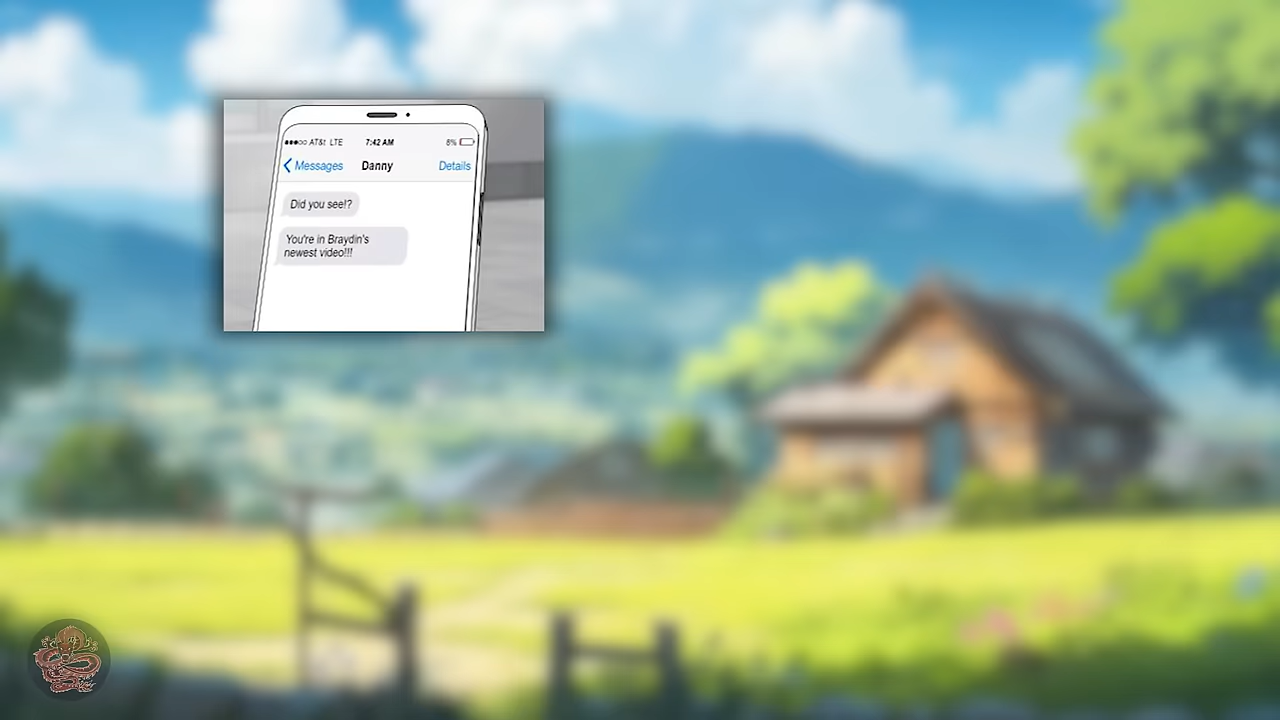 ●●●○○ AT&t LTE 7:42 AM 8%
Messages Danny Details
Did you see!?
You're in Braydin's
newest video!!!